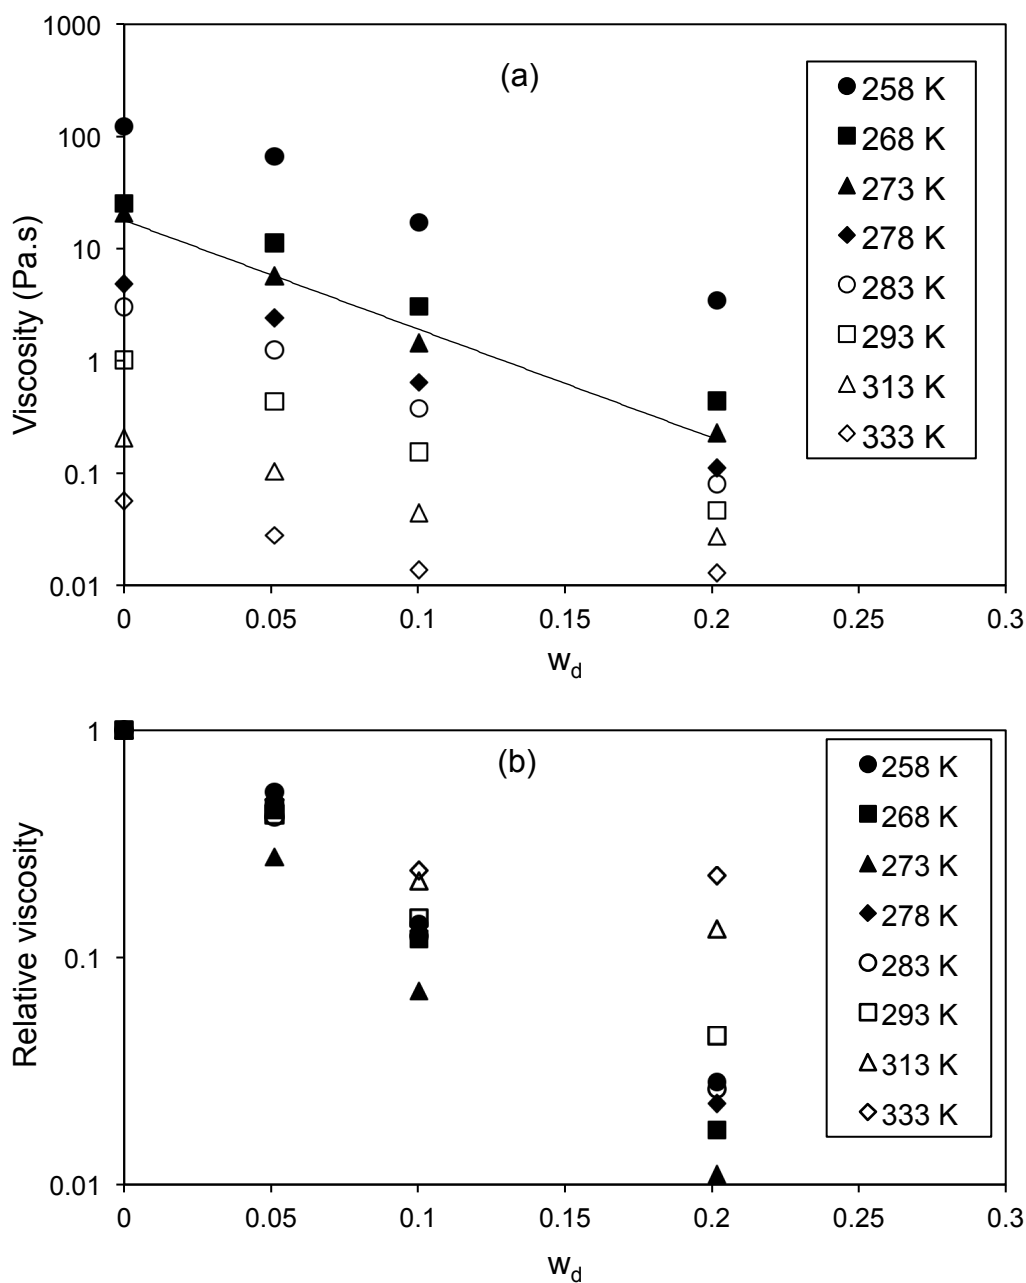 1000
100
10
1
0.1
0.01
Viscosity (Pa.s)
(a)
258 K
268 K
273 K
278 K
283 K
293 K
313 K
333 K
0 0.05 0.1 0.15 0.2 0.25 0.3
wd
1
0.1
0.01
Relative viscosity
(b)
258 K
268 K
273 K
278 K
283 K
293 K
313 K
333 K
0 0.05 0.1 0.15 0.2 0.25 0.3
wd